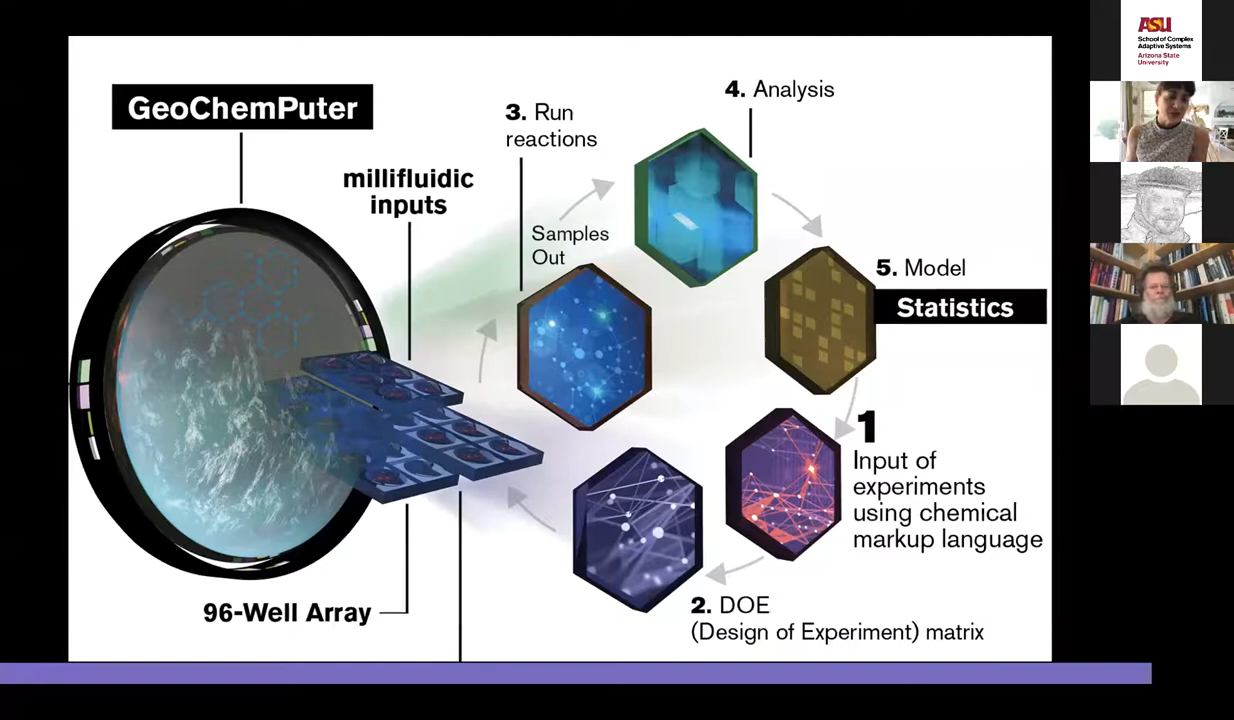 GeoChemPuter
millifluidic
inputs
3. Run
reactions
Samples
Out
4. Analysis
5. Model
Statistics
1
Input of
experiments
using chemical
markup language
2. DOE
(Design of Experiment) matrix
96-Well Array
ASU
School of Complex
Adaptive Systems
Arizona State
University